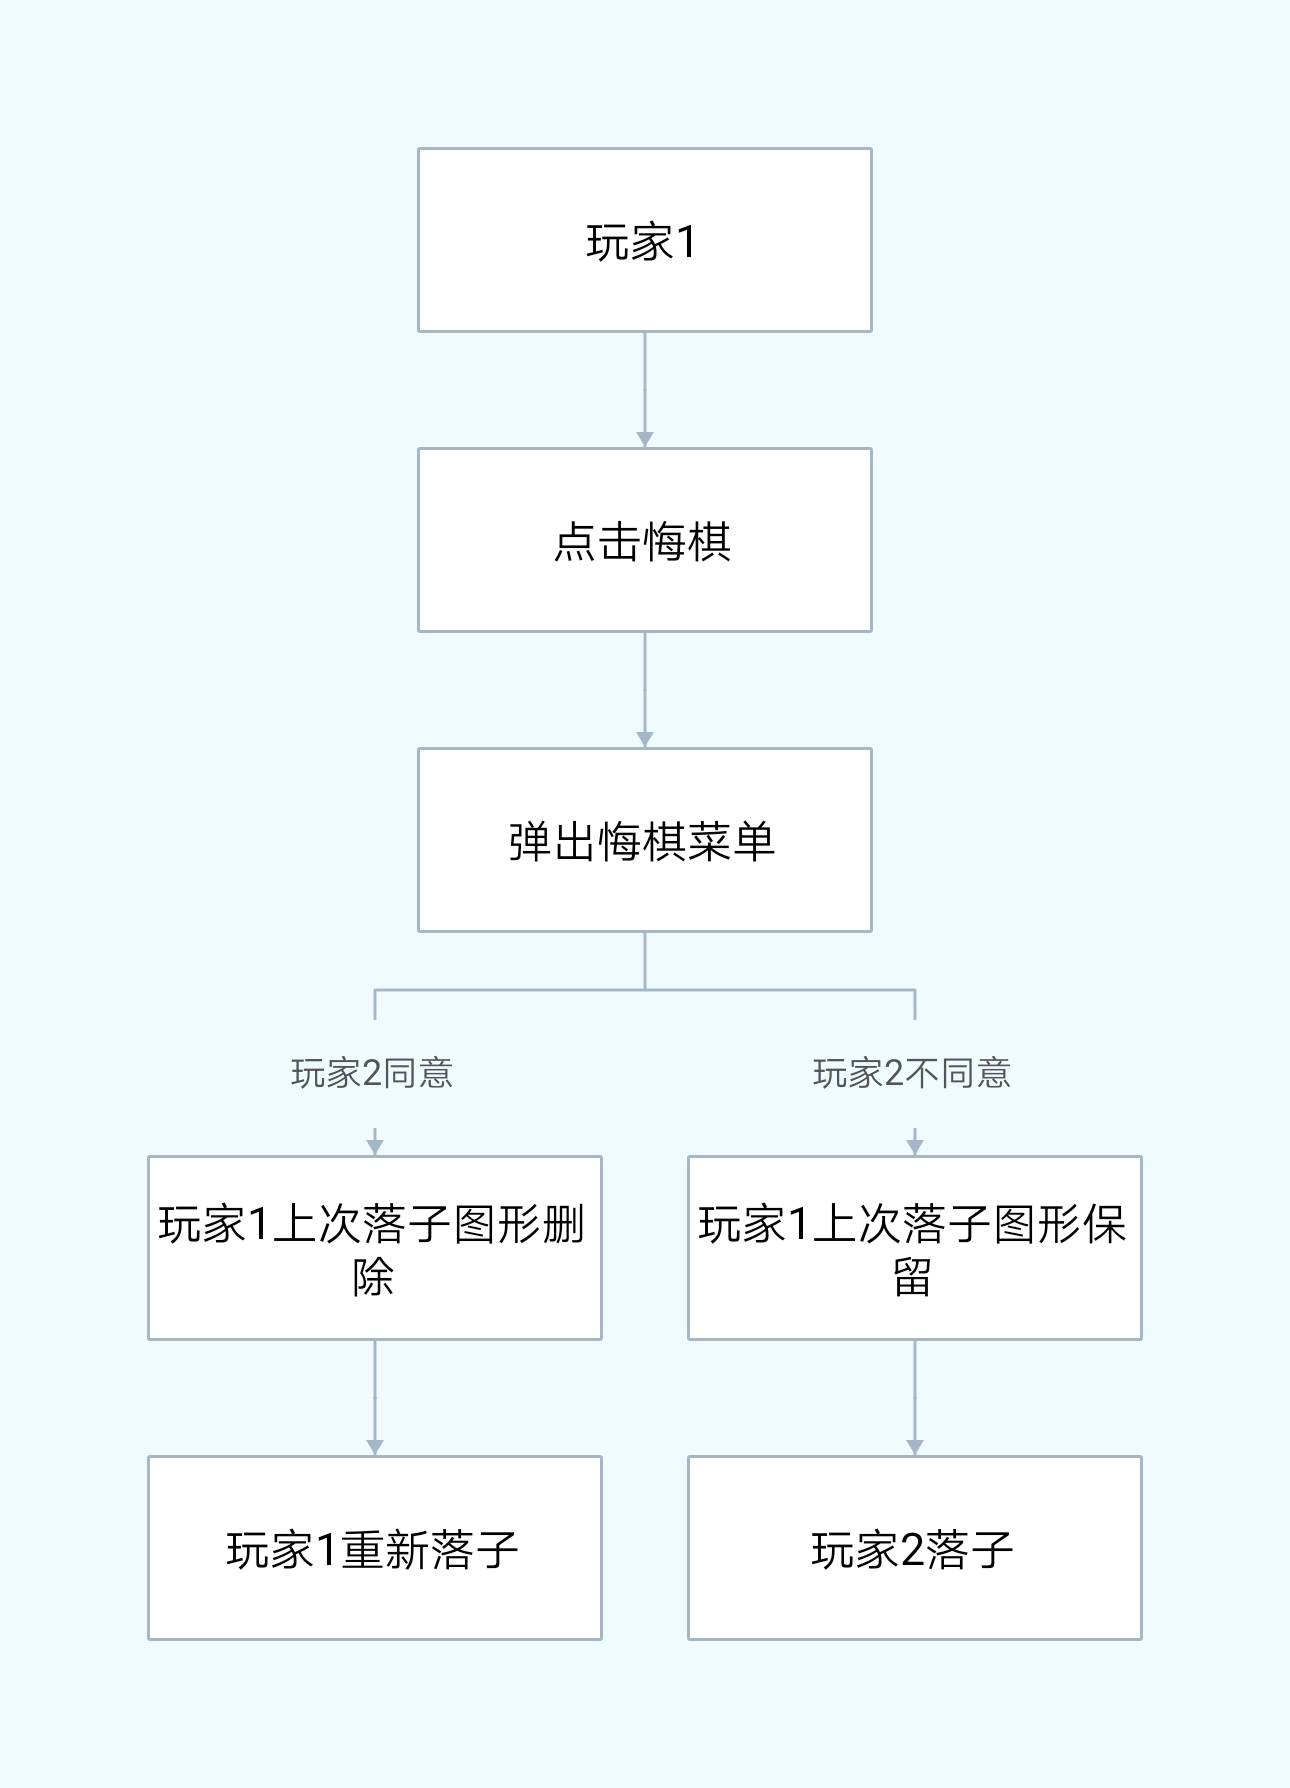 玩家1
点击悔棋
弹出悔棋菜单
玩家2同意
玩家2不同意
玩家1上次落子图形删
除
玩家1上次落子图形保
留
玩家1重新落子
玩家2落子